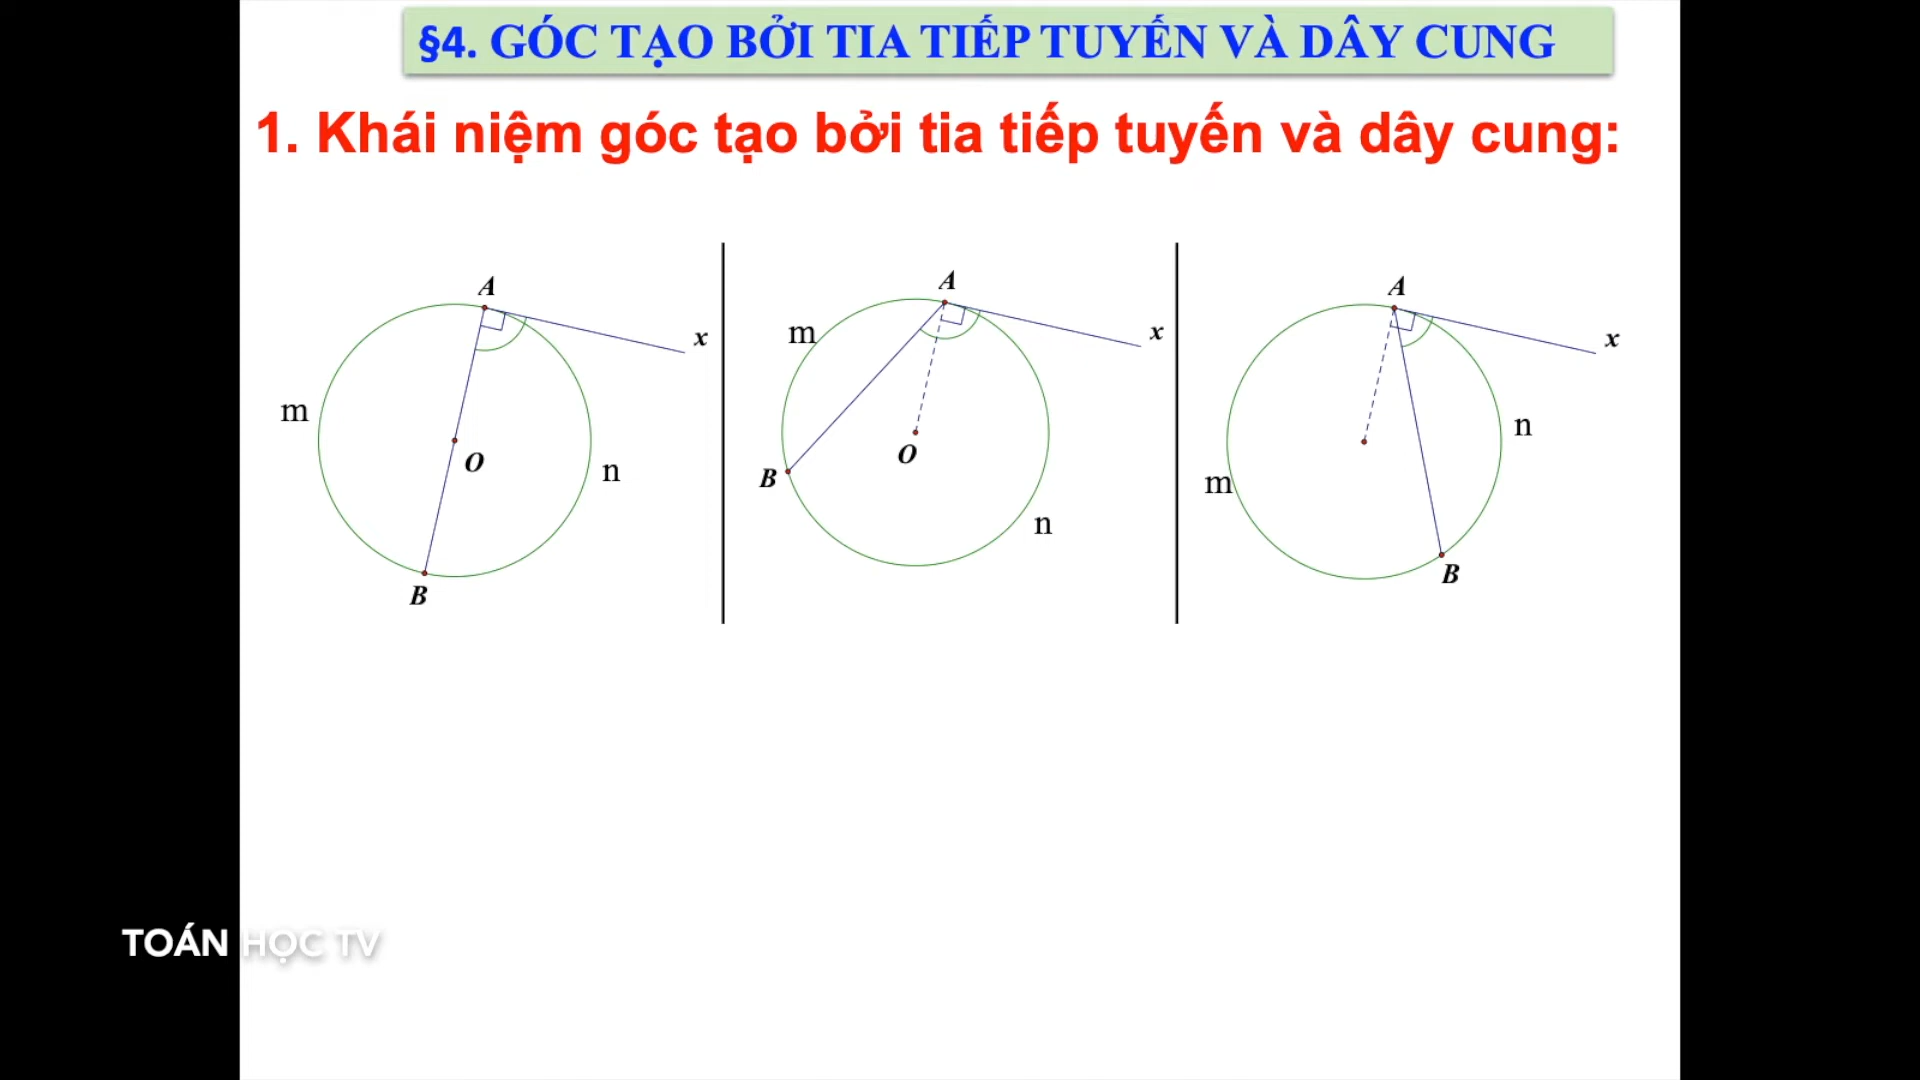 §4. GÓC TẠO BỞI TIA TIẾP TUYẾN VÀ DÂY CUNG
1. Khái niệm góc tạo bởi tia tiếp tuyến và dây cung:
A
x
m
O
n
B
A
x
m
O
B
n
A
x
n
m
B
TOÁN HỌC TV